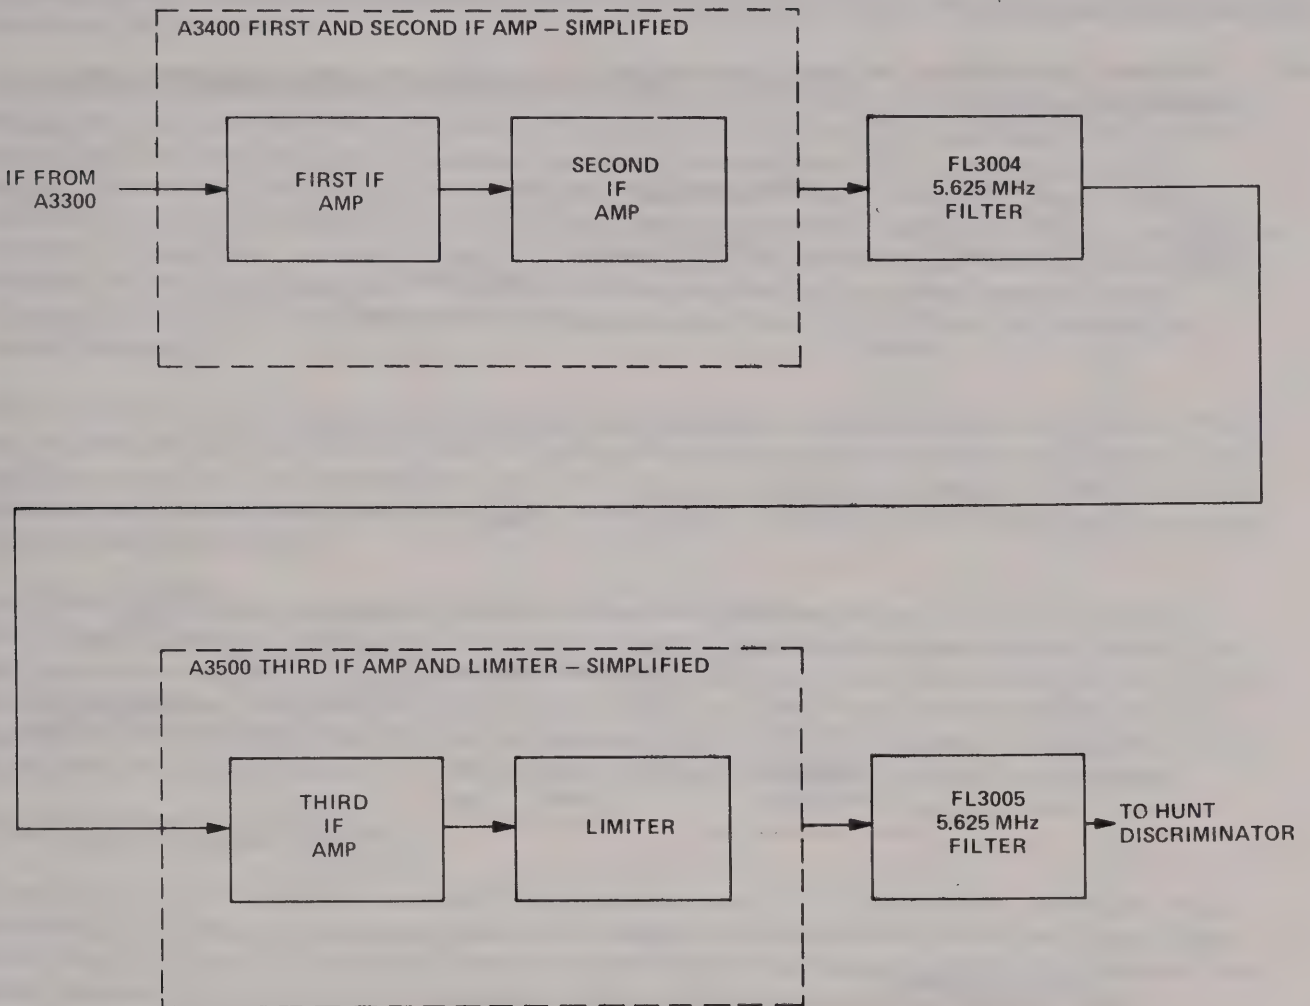 A3400 FIRST AND SECOND IF AMP – SIMPLIFIED
IF FROM
A3300
FIRST IF
AMP
SECOND
IF
AMP
FL3004
5.625 MHz
FILTER
A3500 THIRD IF AMP AND LIMITER – SIMPLIFIED
THIRD
IF
AMP
LIMITER
FL3005
5.625 MHz
FILTER
TO HUNT
DISCRIMINATOR